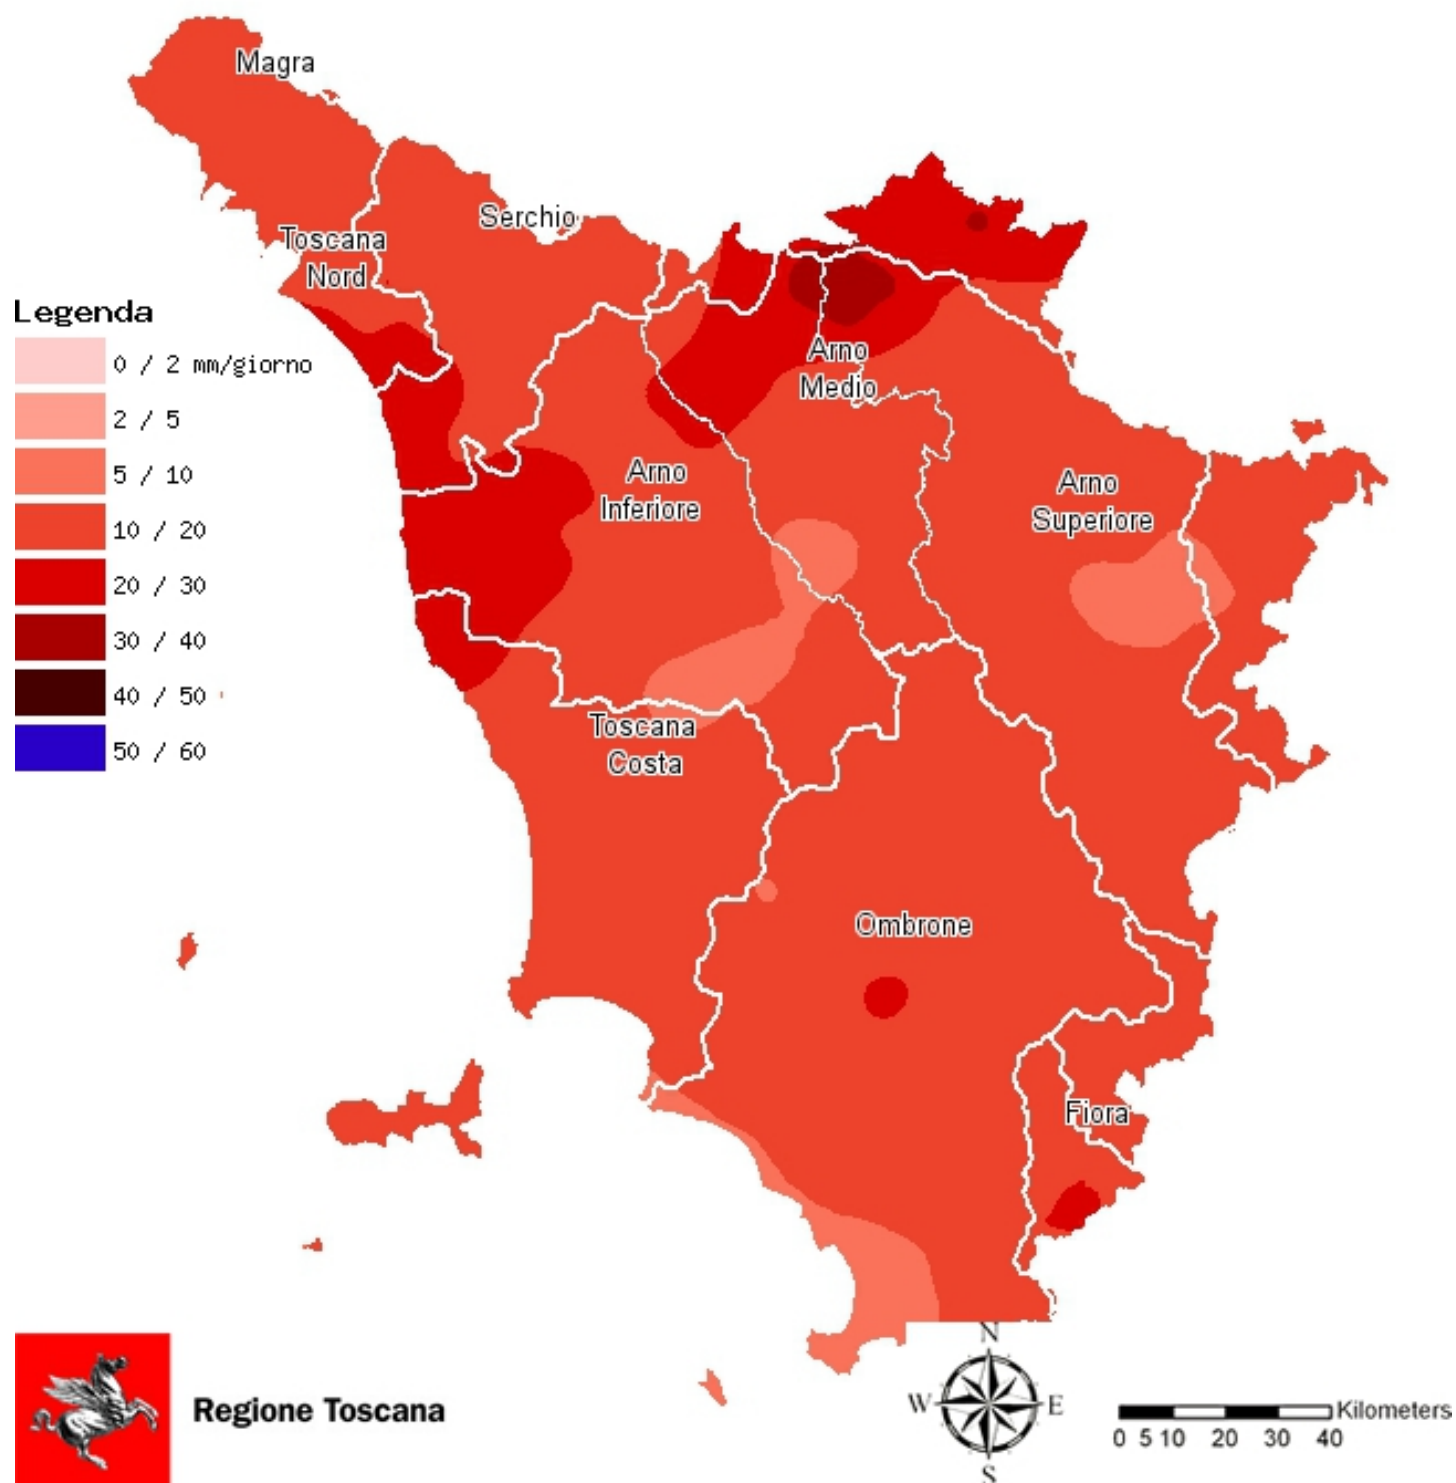 Magra
Serchio
Toscana
Nord
Legenda
0 / 2 mm/giorno
2 / 5
5 / 10
10 / 20
20 / 30
30 / 40
40 / 50
50 / 60
Arno
Medio
Arno
Inferiore
Arno
Superiore
Toscana
Costa
Ombrone
Fiora
Regione Toscana
N
W
E
S
Kilometers
0 5 10 20 30 40